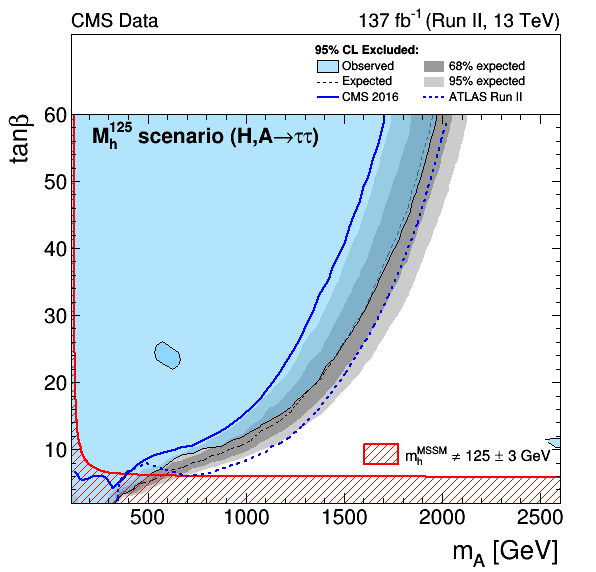 CMS Data 137 fb⁻¹ (Run II, 13 TeV)
95% CL Excluded:
Observed 68% expected
Expected 95% expected
CMS 2016 ATLAS Run II
M_h^125 scenario (H,A→ττ)
tanβ
60
50
40
30
20
10
m_h^MSSM ≠ 125 ± 3 GeV
500 1000 1500 2000 2500
m_A [GeV]